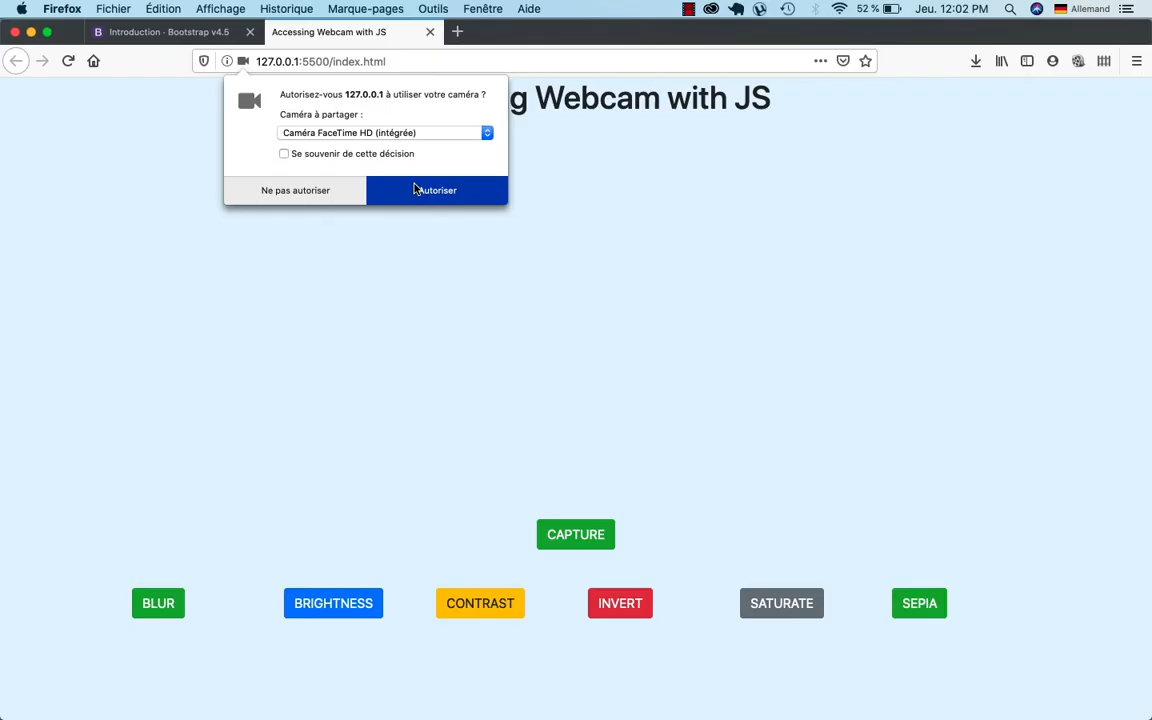 Firefox Fichier Édition Affichage Historique Marque-pages Outils Fenêtre Aide 52 % Jeu. 12:02 PM Allemand
B Introduction · Bootstrap v4.5 Accessing Webcam with JS
127.0.0.1:5500/index.html
g Webcam with JS
Autorisez-vous 127.0.0.1 à utiliser votre caméra ?
Caméra à partager :
Caméra FaceTime HD (intégrée)
Se souvenir de cette décision
Ne pas autoriser Autoriser
CAPTURE
BLUR BRIGHTNESS CONTRAST INVERT SATURATE SEPIA